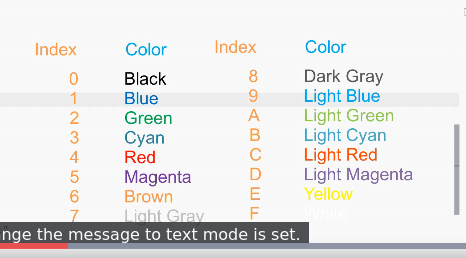 Index Color Index Color
0 Black 8 Dark Gray
1 Blue 9 Light Blue
2 Green A Light Green
3 Cyan B Light Cyan
4 Red C Light Red
5 Magenta D Light Magenta
6 Brown E Yellow
7 Light Gray F White
nge the message to text mode is set.